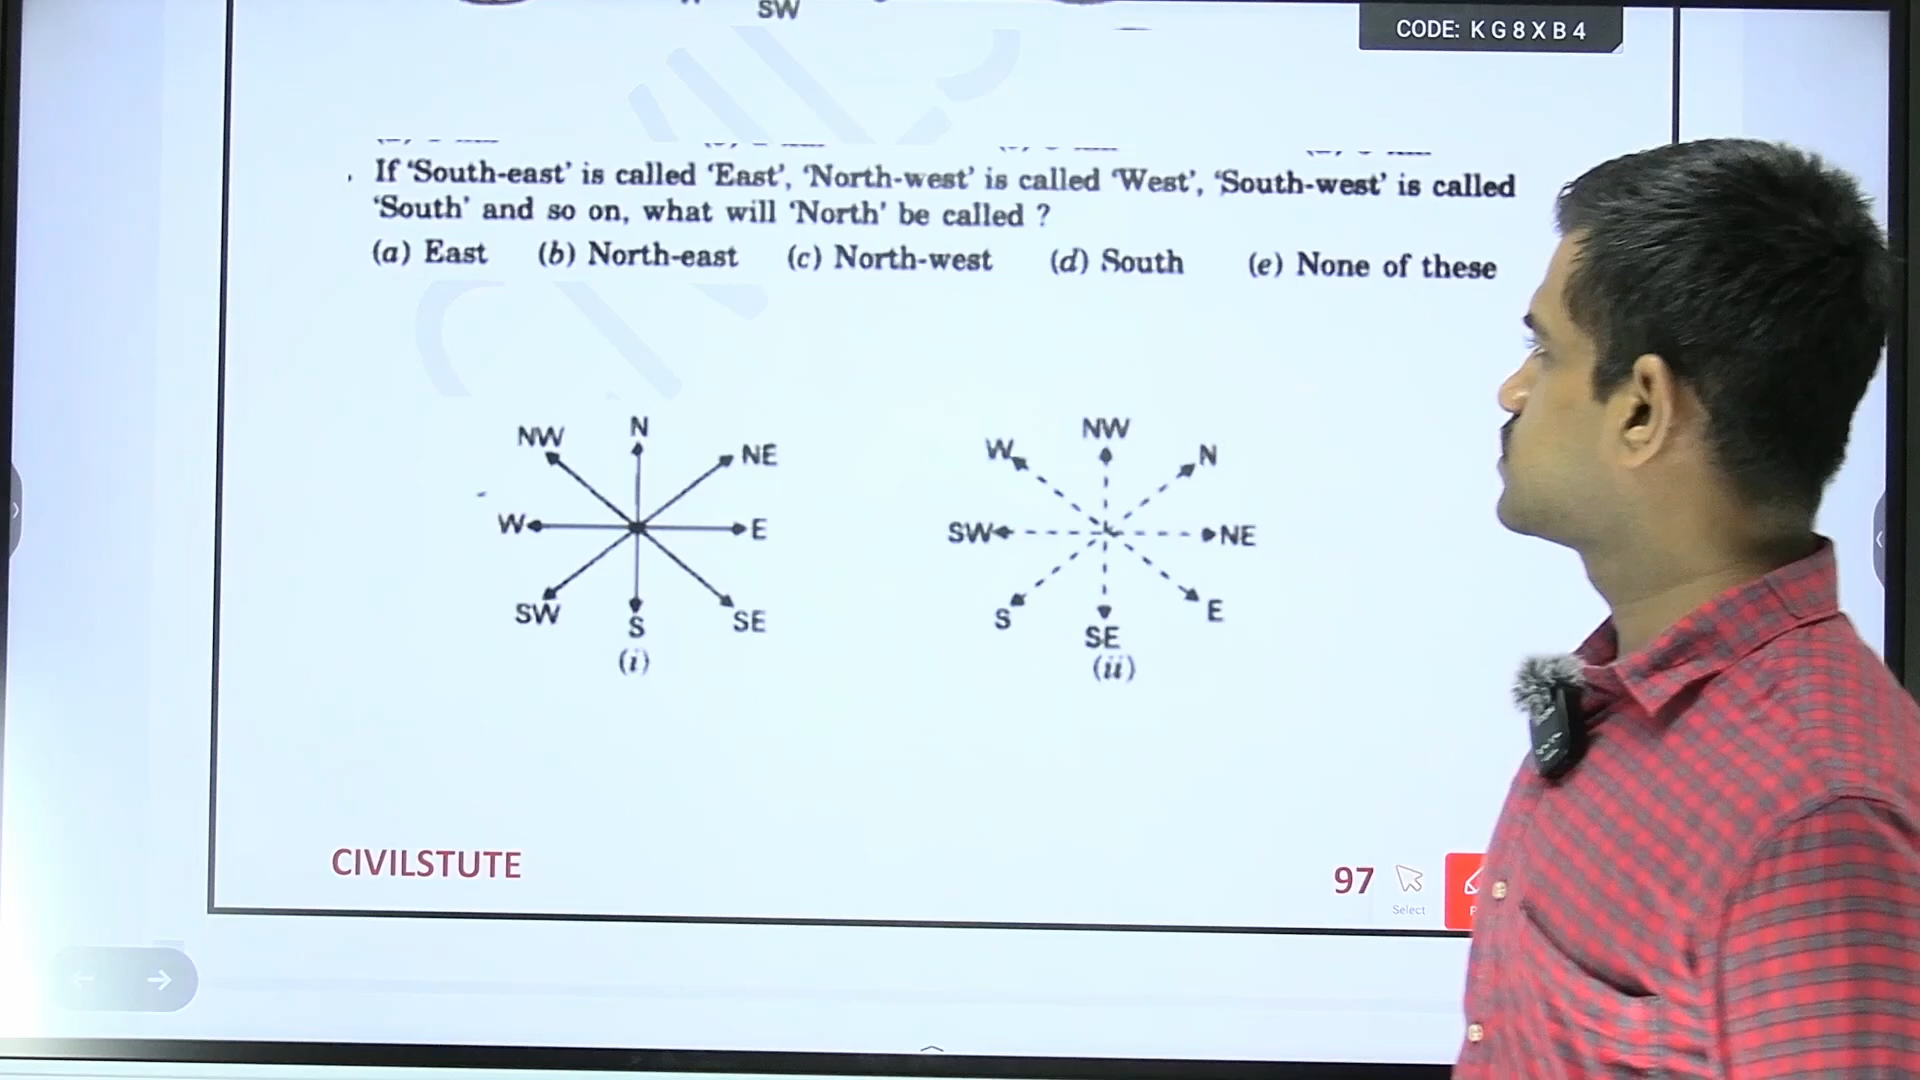 SW
CODE: K G 8 X B 4
If ‘South-east’ is called ‘East’, ‘North-west’ is called ‘West’, ‘South-west’ is called
‘South’ and so on, what will ‘North’ be called ?
(a) East (b) North-east (c) North-west (d) South (e) None of these
NW N NE
W E
SW S SE
(i)
W NW N
SW NE
S SE E
(ii)
CIVILSTUTE
97
Select